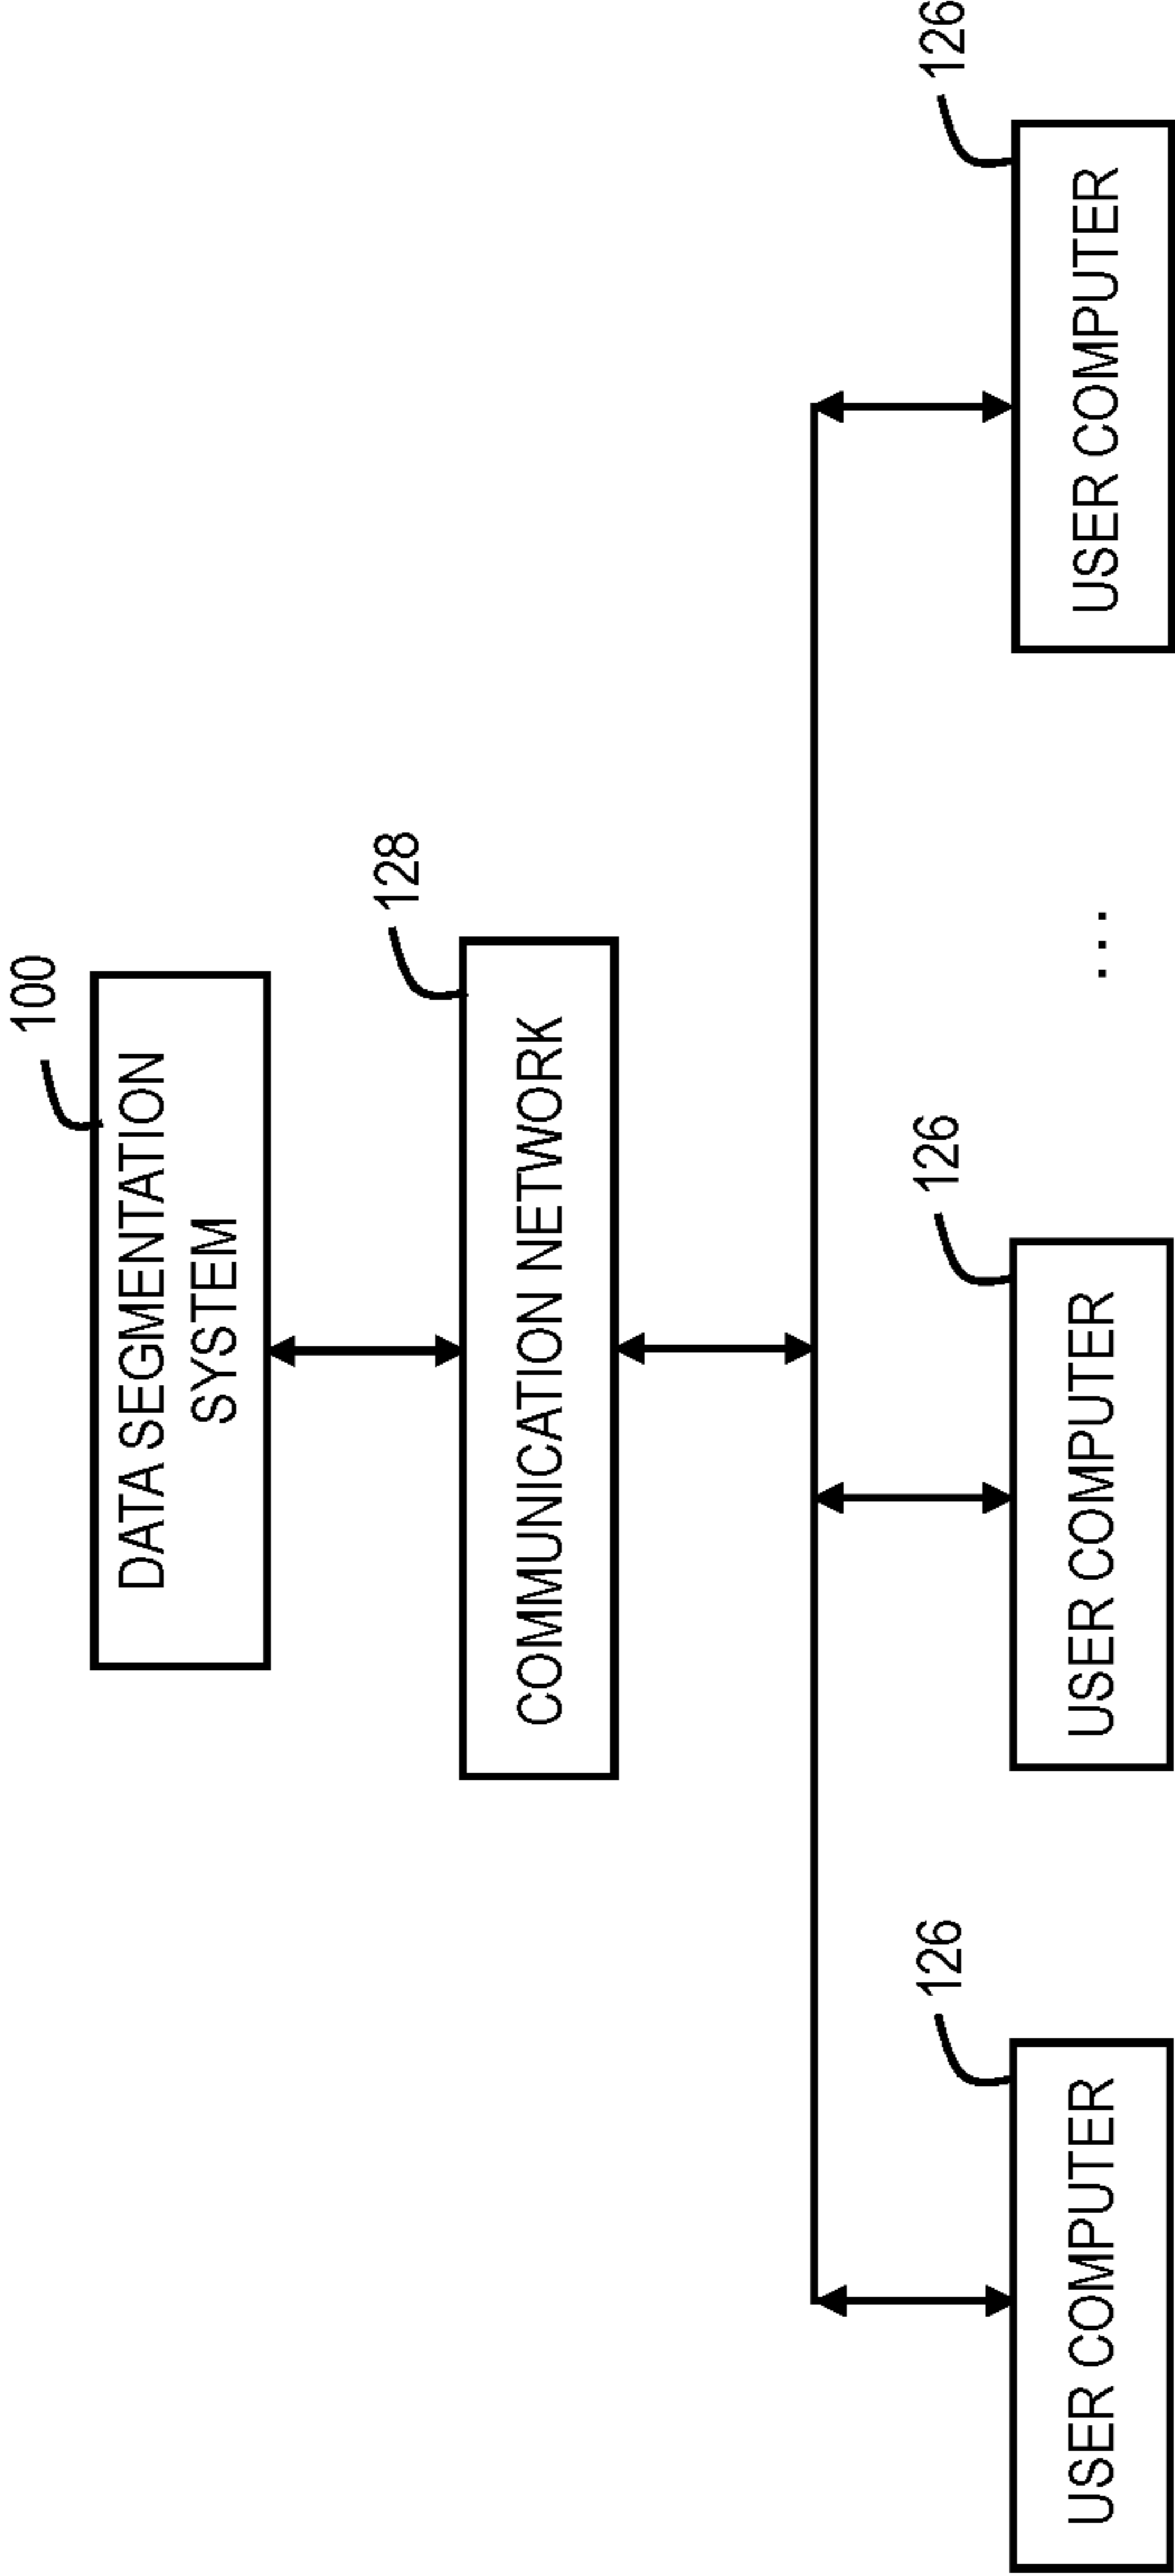 100
DATA SEGMENTATION
SYSTEM
128
COMMUNICATION NETWORK
126
126
126
USER COMPUTER
USER COMPUTER
...
USER COMPUTER